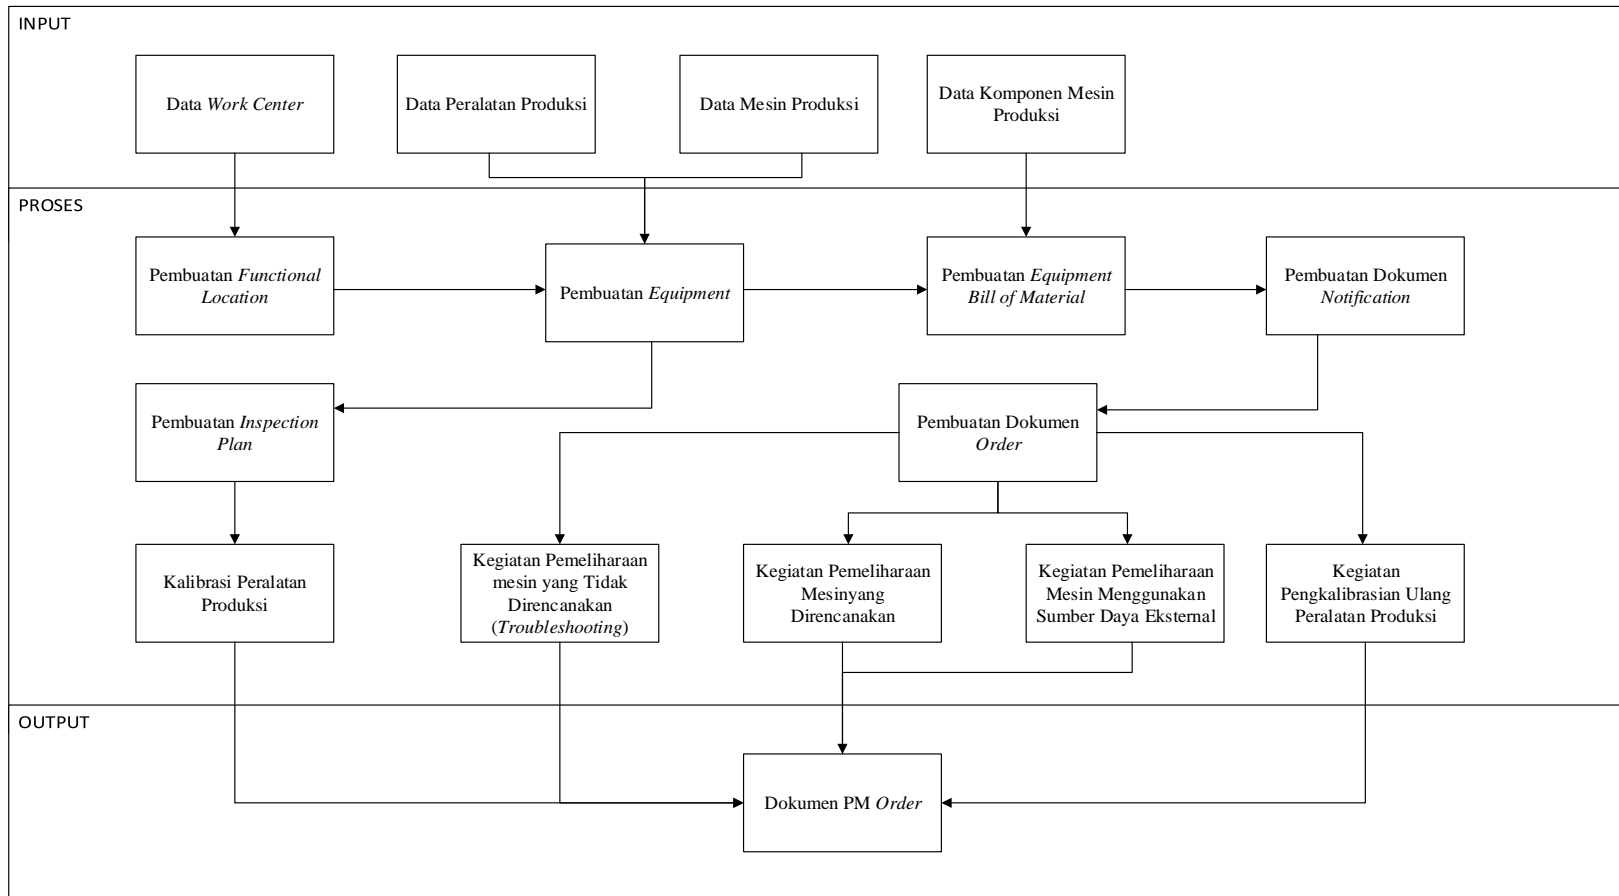 INPUT
Data Work Center
Data Peralatan Produksi
Data Mesin Produksi
Data Komponen Mesin
Produksi
PROSES
Pembuatan Functional
Location
Pembuatan Equipment
Pembuatan Equipment
Bill of Material
Pembuatan Dokumen
Notification
Pembuatan Inspection
Plan
Pembuatan Dokumen
Order
Kalibrasi Peralatan
Produksi
Kegiatan Pemeliharaan
mesin yang Tidak
Direncanakan
(Troubleshooting)
Kegiatan Pemeliharaan
Mesinyang
Direncanakan
Kegiatan Pemeliharaan
Mesin Menggunakan
Sumber Daya Eksternal
Kegiatan
Pengkalibrasian Ulang
Peralatan Produksi
OUTPUT
Dokumen PM Order